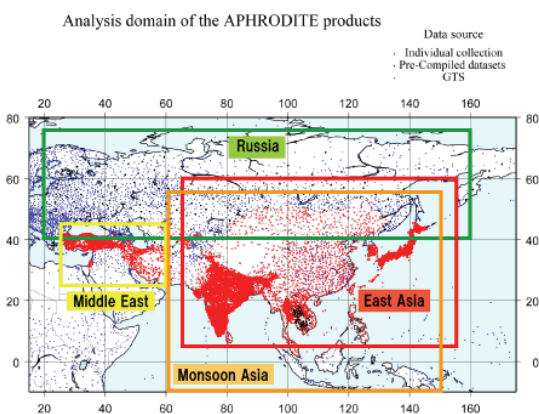 Analysis domain of the APHRODITE products
Data source
Individual collection
Pre-Compiled datasets
GTS
20 40 60 80 100 120 140 160
80 80
Russia
60 60
40 40
Middle East
East Asia
20 20
Monsoon Asia
0 0
20 40 60 80 100 120 140 160